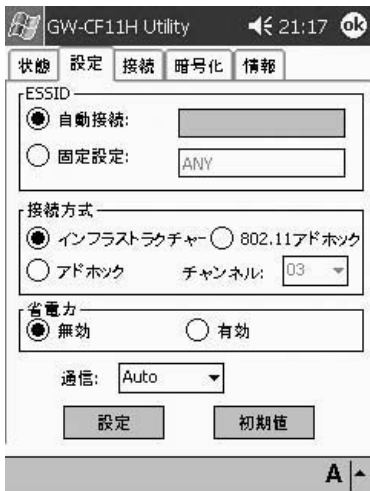 GW-CF11H Utility 21:17 ok
状態 設定 接続 暗号化 情報
ESSID
自動接続:
固定設定: ANY
接続方式
インフラストラクチャー 802.11アドホック
アドホック チャンネル: 03
省電力
無効 有効
通信: Auto
設定 初期値
A